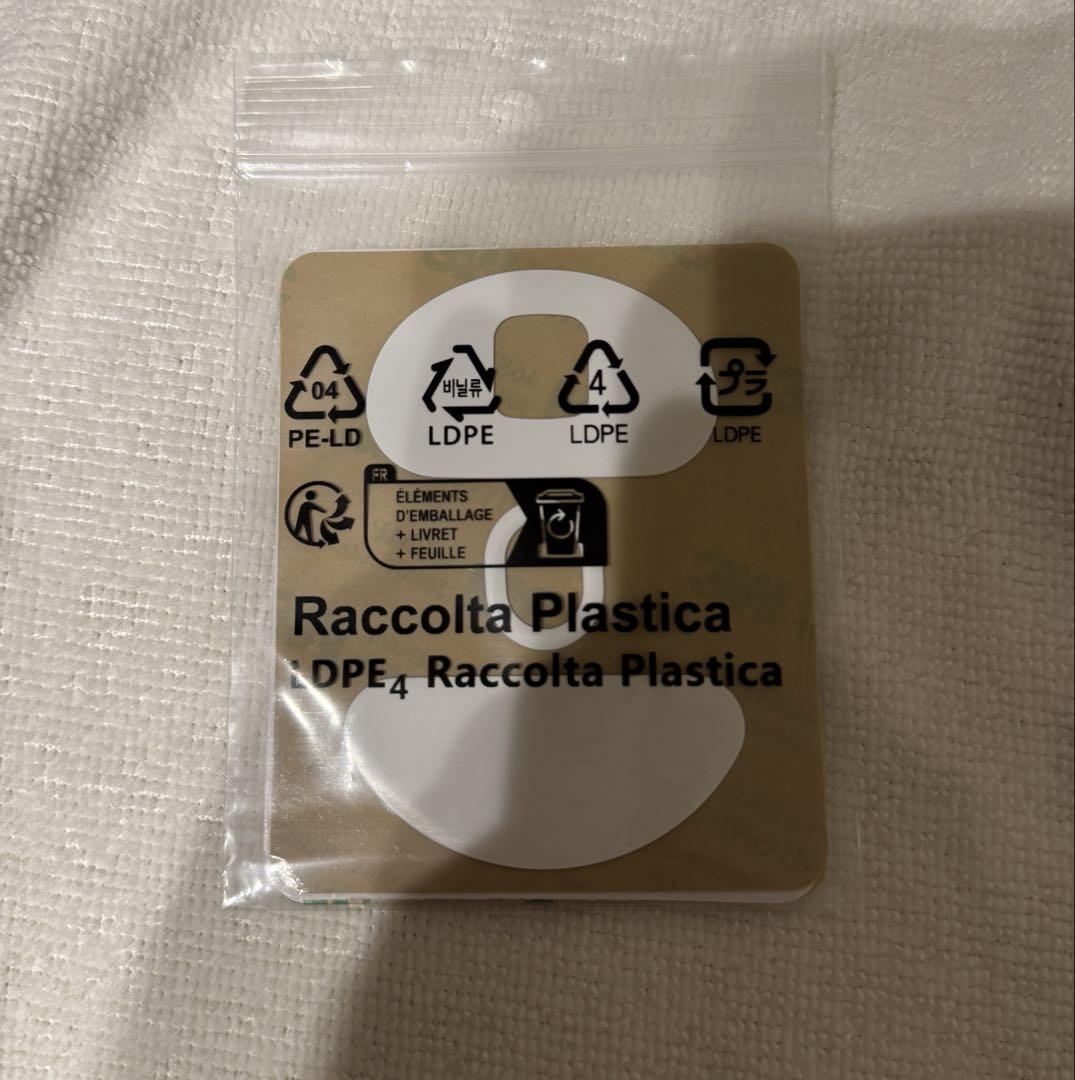 04
PE-LD
비닐류
LDPE
4
LDPE
プラ
LDPE
FR
ÉLÉMENTS
D'EMBALLAGE
+ LIVRET
+ FEUILLE
Raccolta Plastica
LDPE4 Raccolta Plastica